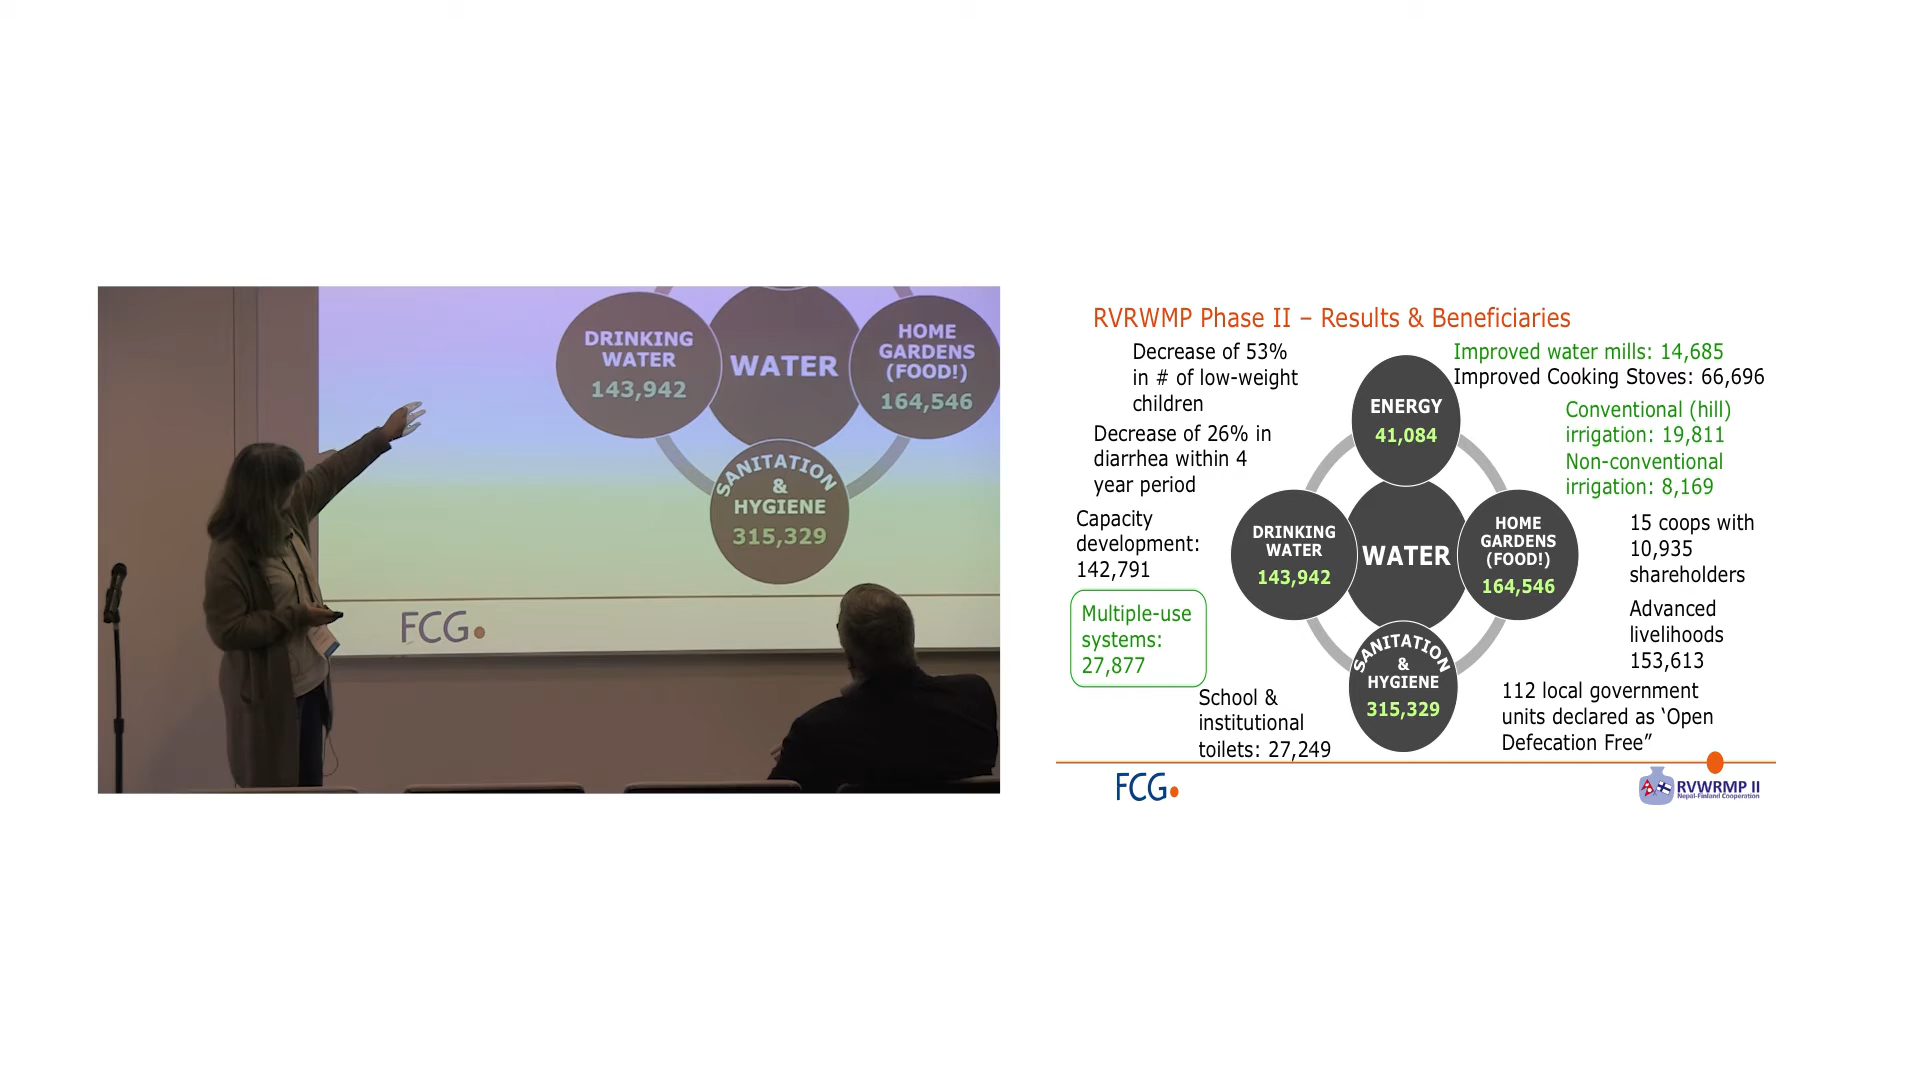 DRINKING
WATER
143,942
WATER
HOME
GARDENS
(FOOD!)
164,546
SANITATION
&
HYGIENE
315,329
FCG
RVRWMP Phase II – Results & Beneficiaries
Decrease of 53%
in # of low-weight
children
Decrease of 26% in
diarrhea within 4
year period
Capacity
development:
142,791
Multiple-use
systems:
27,877
School &
institutional
toilets: 27,249
ENERGY
41,084
DRINKING
WATER
143,942
WATER
HOME
GARDENS
(FOOD!)
164,546
SANITATION
&
HYGIENE
315,329
Improved water mills: 14,685
Improved Cooking Stoves: 66,696
Conventional (hill)
irrigation: 19,811
Non-conventional
irrigation: 8,169
15 coops with
10,935
shareholders
Advanced
livelihoods
153,613
112 local government
units declared as ‘Open
Defecation Free”
FCG
RVWRMP II
Nepal-Finland Cooperation